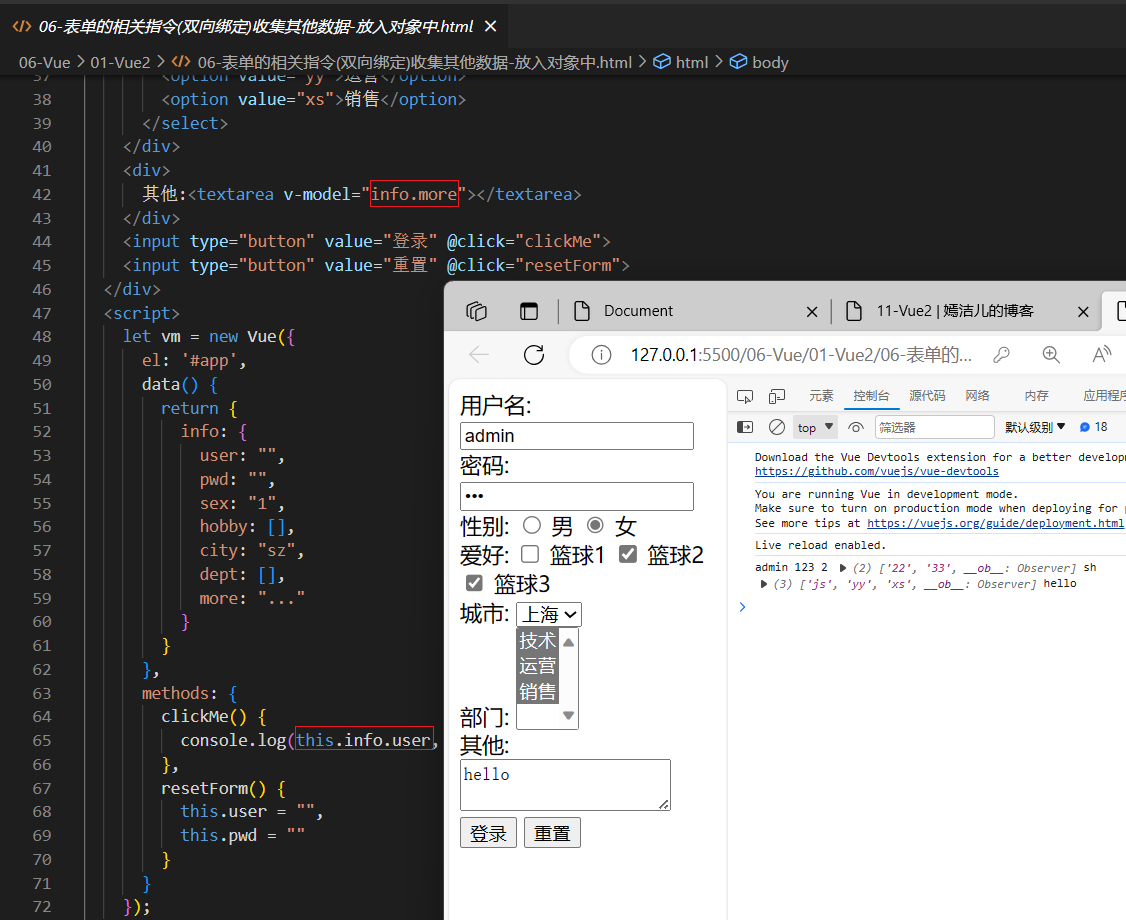 06-表单的相关指令(双向绑定)收集其他数据-放入对象中.html
06-Vue > 01-Vue2 > 06-表单的相关指令(双向绑定)收集其他数据-放入对象中.html > html > body
37 <option value="yy">运营</option>
38 <option value="xs">销售</option>
39 </select>
40 </div>
41 <div>
42 其他:<textarea v-model="info.more"></textarea>
43 </div>
44 <input type="button" value="登录" @click="clickMe">
45 <input type="button" value="重置" @click="resetForm">
46 </div>
47 <script>
48 let vm = new Vue({
49 el: '#app',
50 data() {
51 return {
52 info: {
53 user: "",
54 pwd: "",
55 sex: "1",
56 hobby: [],
57 city: "sz",
58 dept: [],
59 more: "..."
60 }
61 }
62 },
63 methods: {
64 clickMe() {
65 console.log(this.info.user,
66 },
67 resetForm() {
68 this.user = "",
69 this.pwd = ""
70 }
71 }
72 });
Document
11-Vue2 | 嫣洁儿的博客
127.0.0.1:5500/06-Vue/01-Vue2/06-表单的...
用户名:
admin
密码:
•••
性别: 男 女
爱好: 篮球1 篮球2
篮球3
城市: 上海
技术
运营
销售
部门:
其他:
hello
登录 重置
元素 控制台 源代码 网络 内存 应用程序
top 筛选器 默认级别 18
Download the Vue Devtools extension for a better develop
https://github.com/vuejs/vue-devtools
You are running Vue in development mode.
Make sure to turn on production mode when deploying for
See more tips at https://vuejs.org/guide/deployment.html
Live reload enabled.
admin 123 2 (2) ['22', '33', __ob__: Observer] sh
(3) ['js', 'yy', 'xs', __ob__: Observer] hello